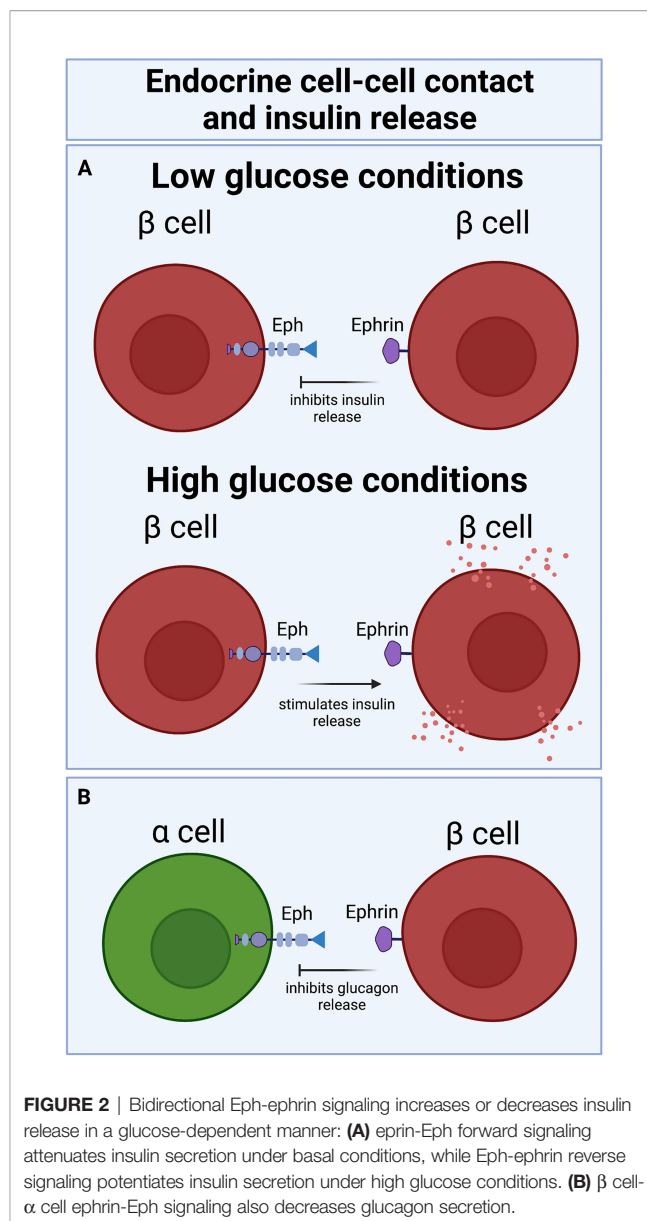 Endocrine cell-cell contact
and insulin release
A
Low glucose conditions
β cell
β cell
Eph
Ephrin
inhibits insulin
release
High glucose conditions
β cell
β cell
Eph
Ephrin
stimulates insulin
release
B
α cell
β cell
Eph
Ephrin
inhibits glucagon
release
FIGURE 2 | Bidirectional Eph-ephrin signaling increases or decreases insulin
release in a glucose-dependent manner: (A) eprin-Eph forward signaling
attenuates insulin secretion under basal conditions, while Eph-ephrin reverse
signaling potentiates insulin secretion under high glucose conditions. (B) β cell-
α cell ephrin-Eph signaling also decreases glucagon secretion.